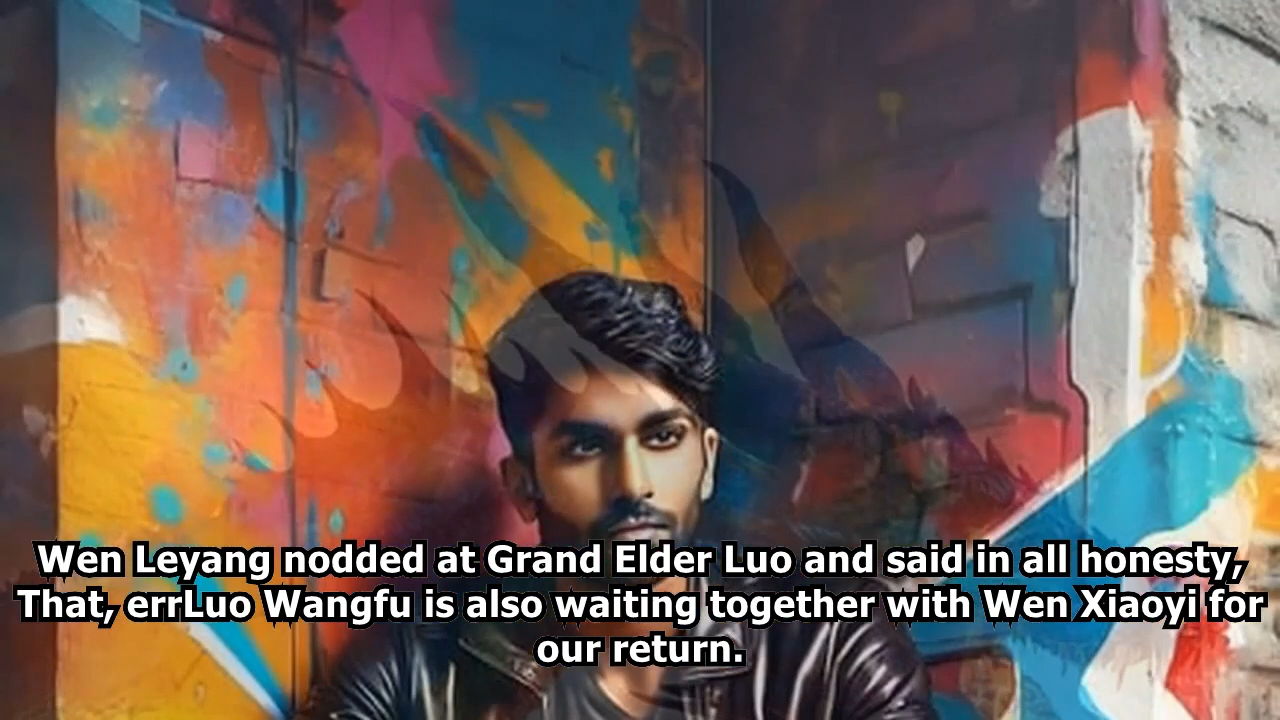 Wen Leyang nodded at Grand Elder Luo and said in all honesty,
That, errLuo Wangfu is also waiting together with Wen Xiaoyi for
our return.